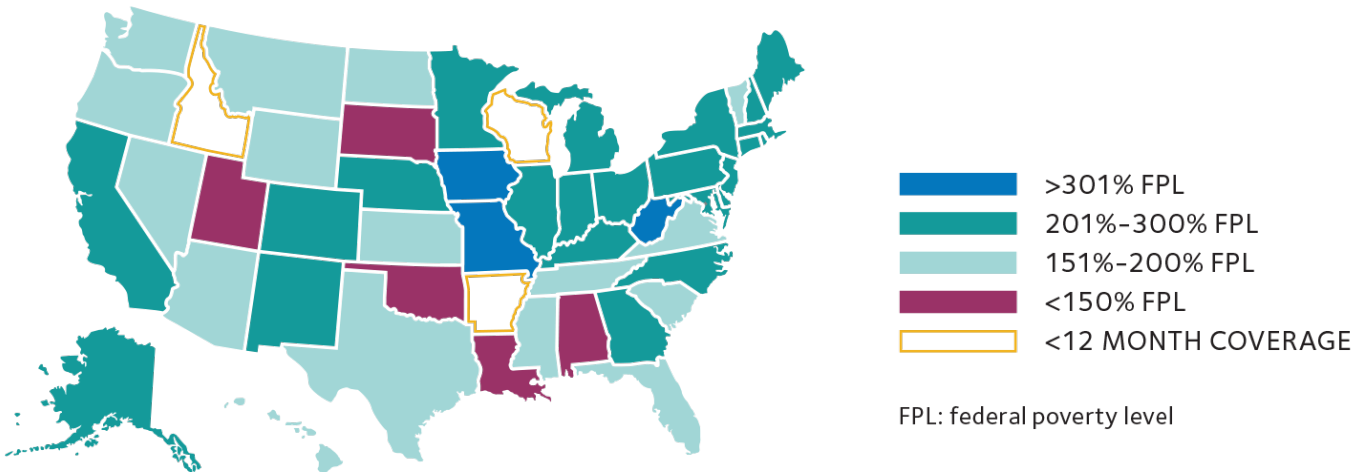 >301% FPL
201%–300% FPL
151%–200% FPL
<150% FPL
<12 MONTH COVERAGE
FPL: federal poverty level